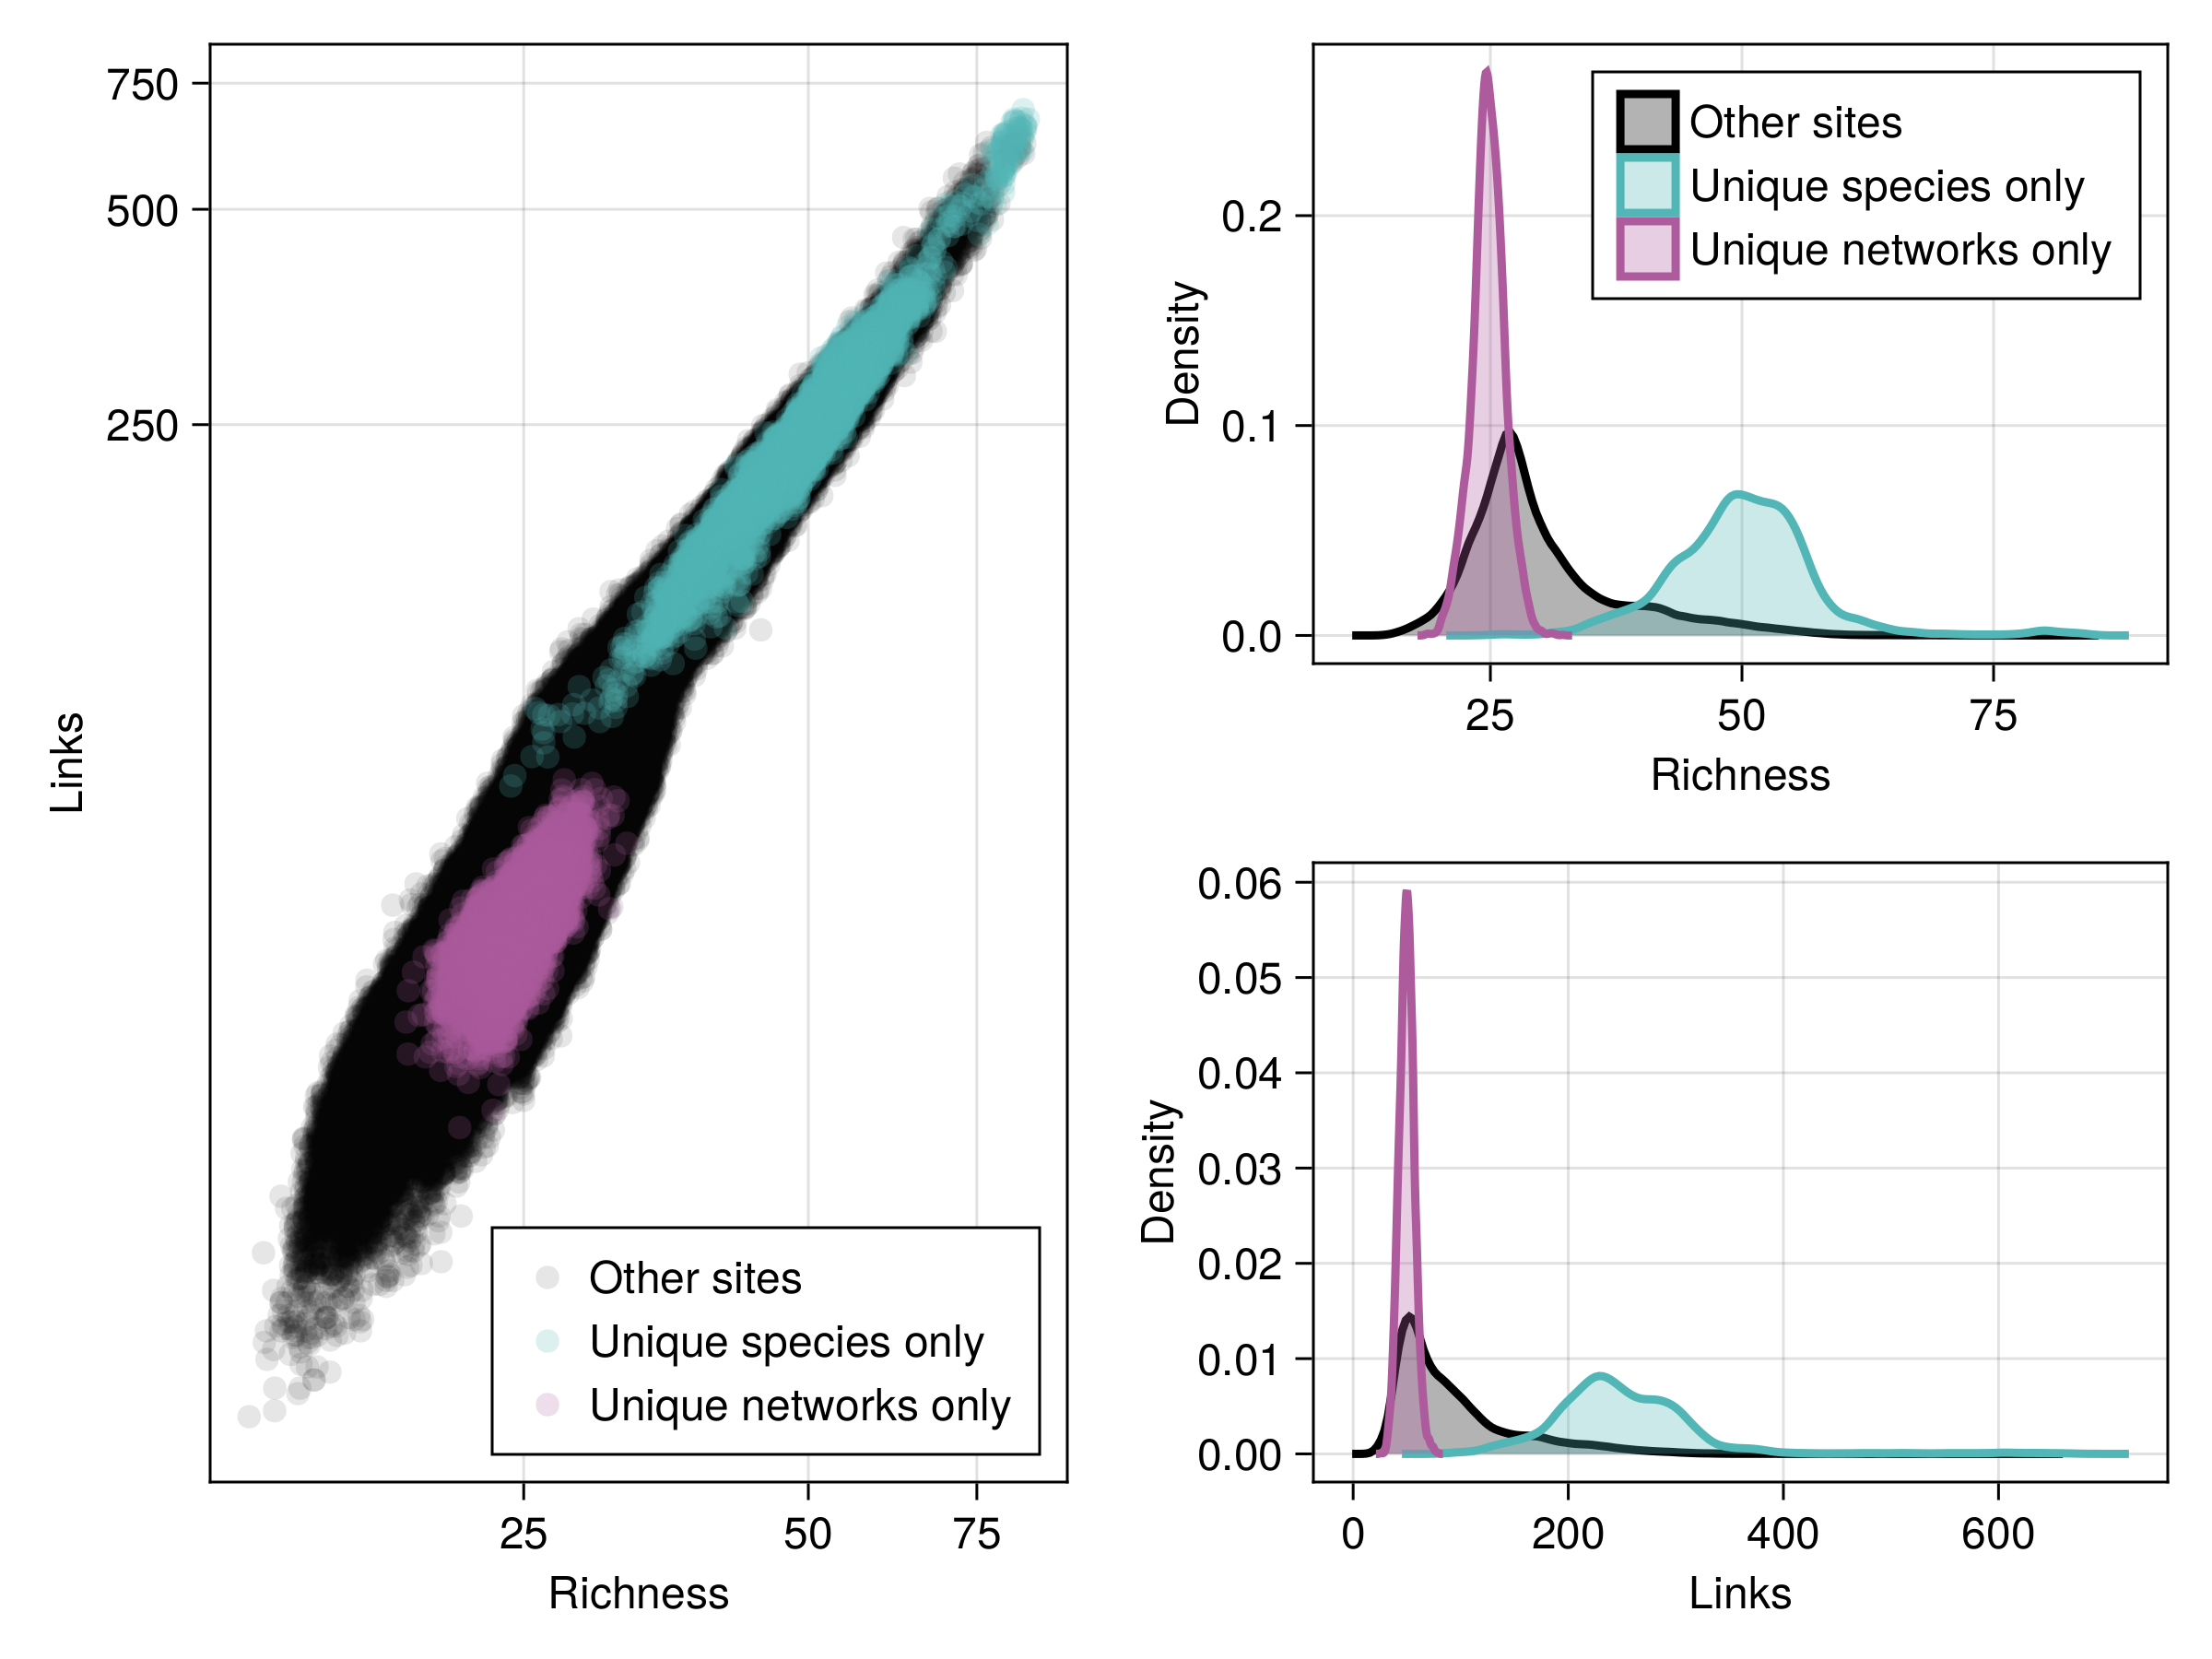 750
500
250
Links
25
50
75
Richness
Other sites
Unique species only
Unique networks only
0.2
0.1
0.0
Density
25
50
75
Richness
Other sites
Unique species only
Unique networks only
0.06
0.05
0.04
0.03
0.02
0.01
0.00
Density
0
200
400
600
Links